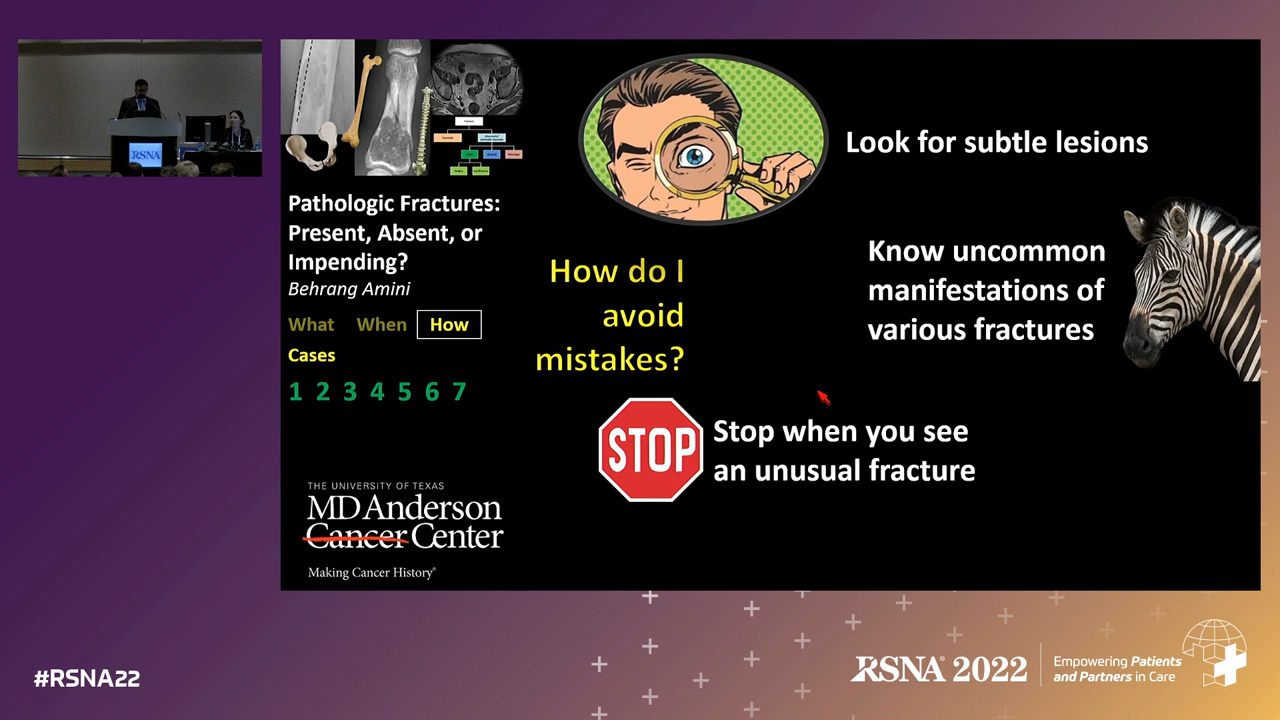 RSNA
Pathologic Fractures:
Present, Absent, or
Impending?
Behrang Amini
What When How
Cases
1 2 3 4 5 6 7
THE UNIVERSITY OF TEXAS
MD Anderson
Cancer Center
Making Cancer History®
Look for subtle lesions
Know uncommon
manifestations of
various fractures
How do I
avoid
mistakes?
STOP
Stop when you see
an unusual fracture
#RSNA22
RSNA® 2022
Empowering Patients
and Partners in Care